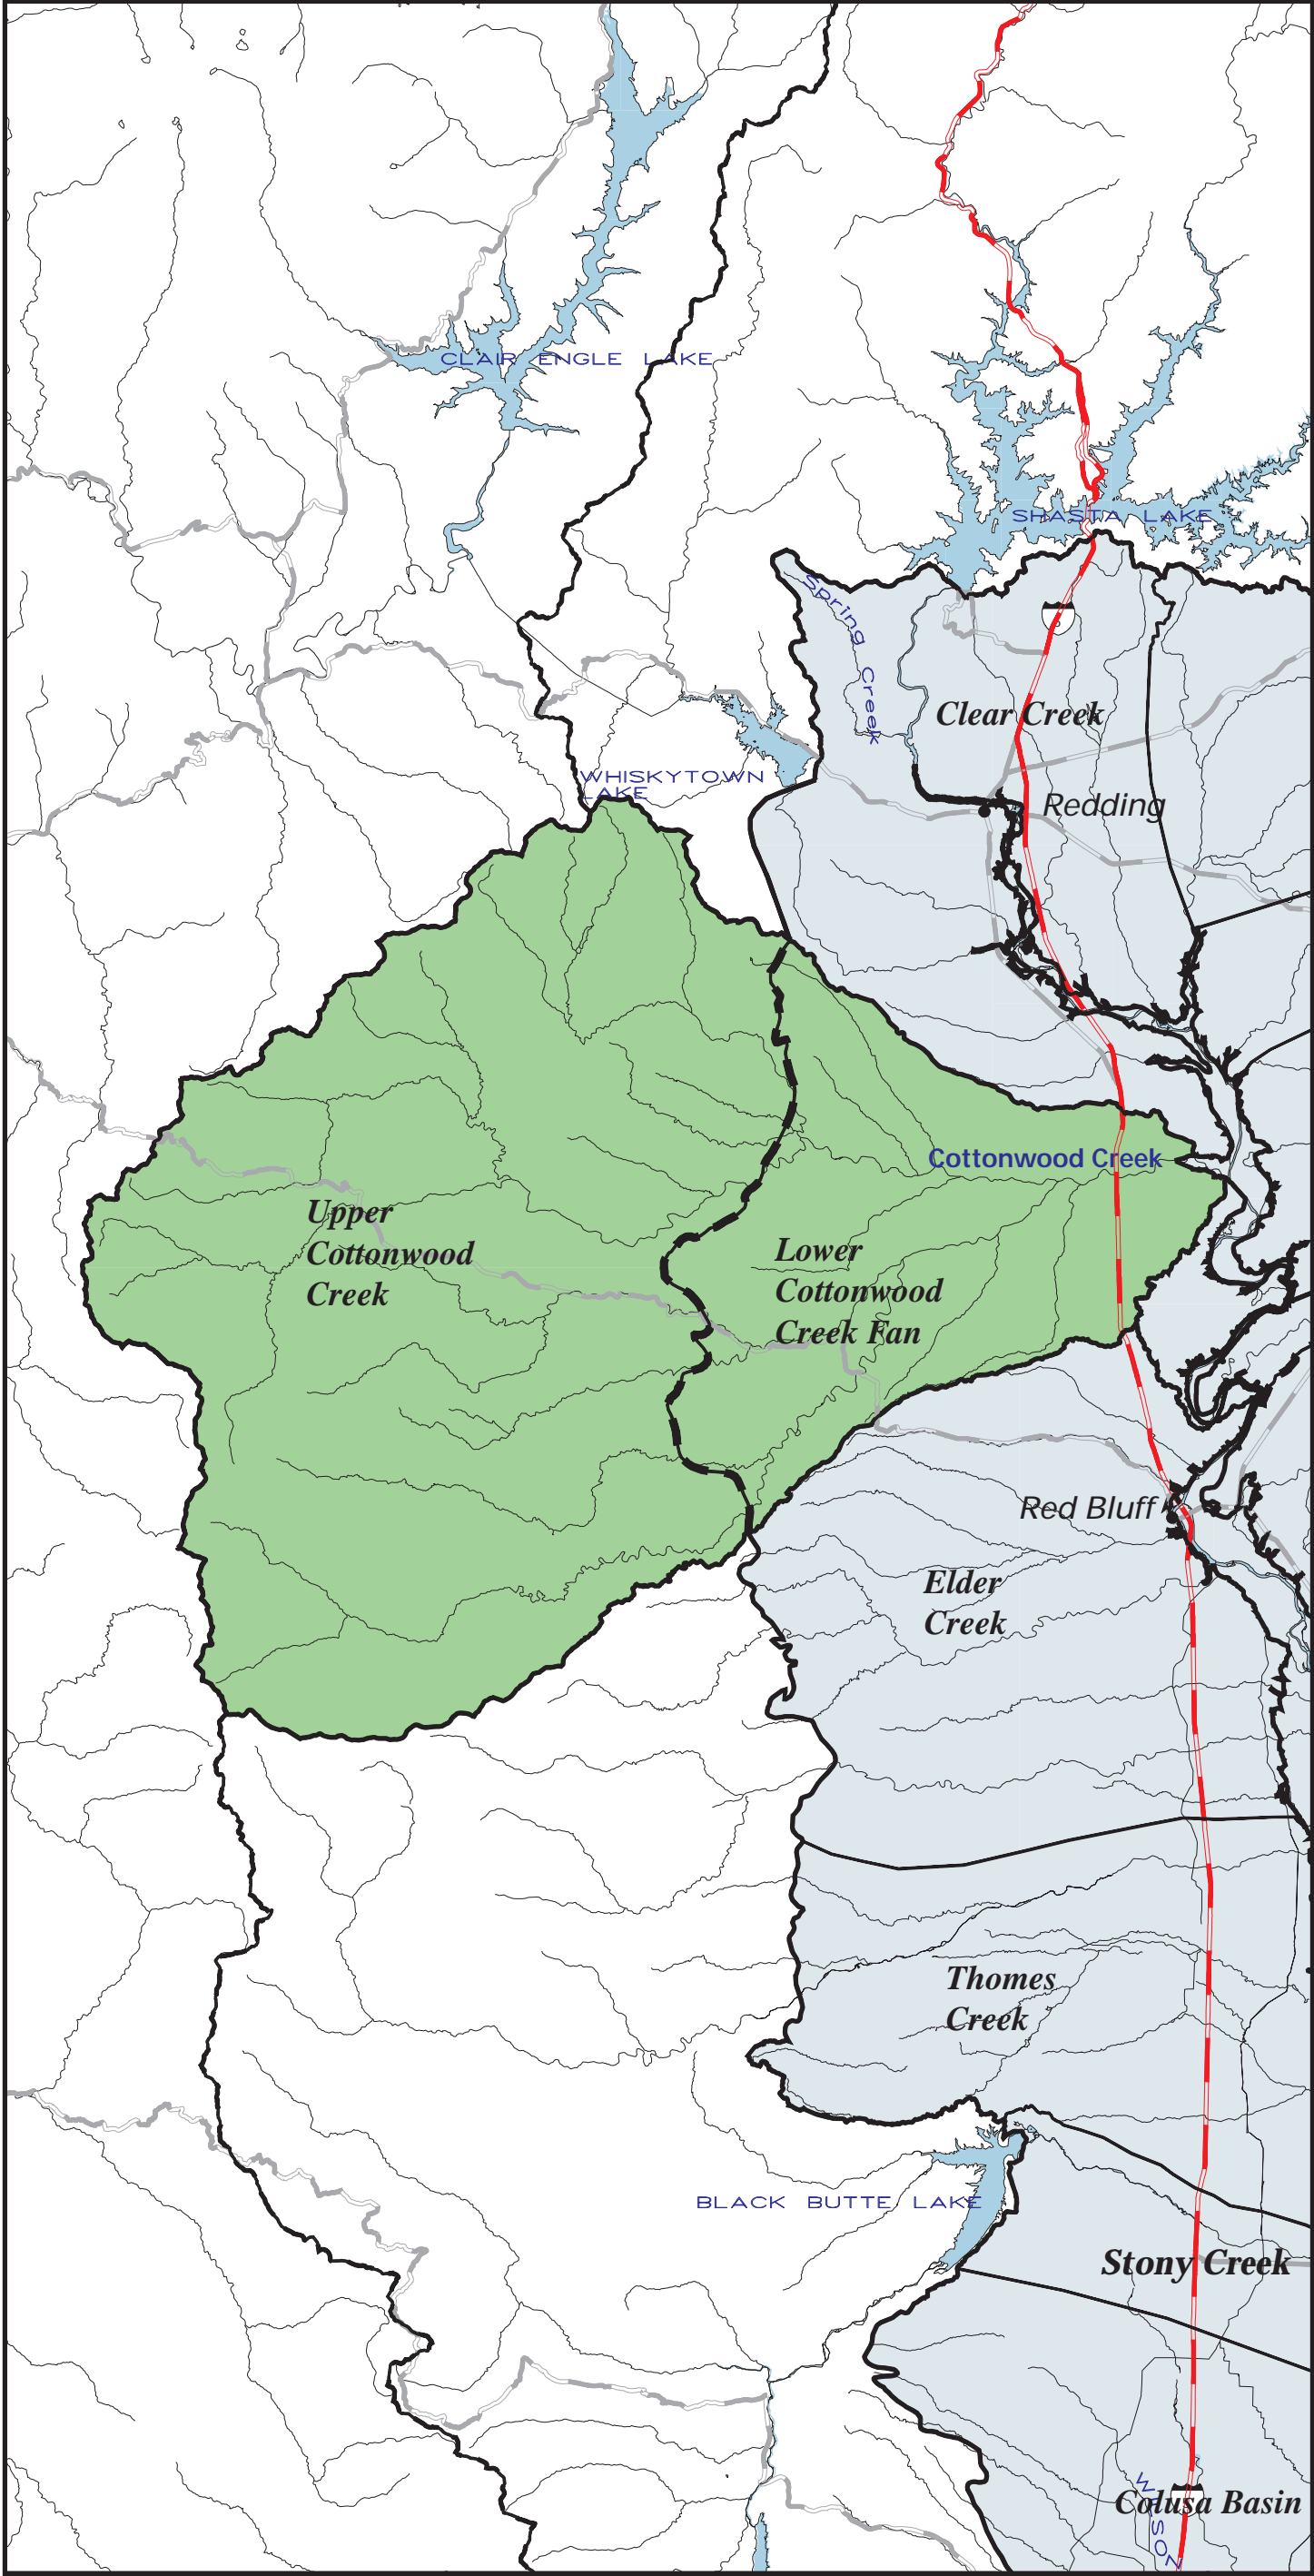 CLAIR ENGLE LAKE
SHASTA LAKE
Spring Creek
5
Clear Creek
WHISKYTOWN
LAKE
Redding
Cottonwood Creek
Upper
Cottonwood
Creek
Lower
Cottonwood
Creek Fan
Red Bluff
Elder
Creek
Thomes
Creek
BLACK BUTTE LAKE
Stony Creek
Colusa Basin